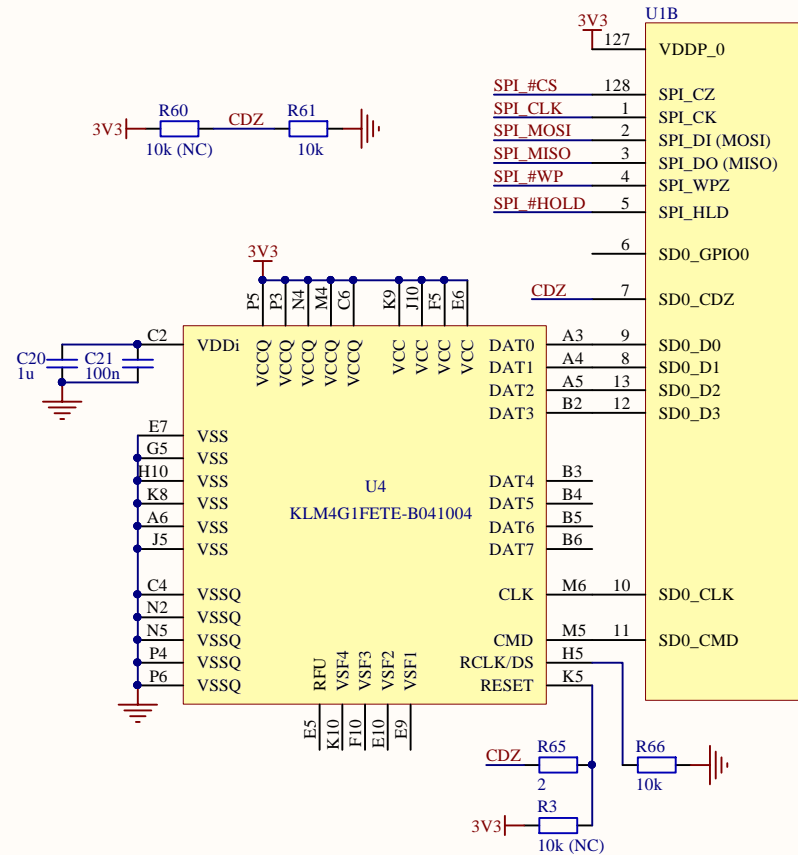 U1B
3V3
127 VDDP_0
SPI_#CS 128 SPI_CZ
SPI_CLK 1 SPI_CK
SPI_MOSI 2 SPI_DI (MOSI)
SPI_MISO 3 SPI_DO (MISO)
SPI_#WP 4 SPI_WPZ
SPI_#HOLD 5 SPI_HLD
6 SD0_GPIO0
CDZ 7 SD0_CDZ
R60 CDZ R61
3V3
10k (NC) 10k
3V3
P5 P3 N4 M4 C6 K9 J10 F5 E6
VCCQ VCCQ VCCQ VCCQ VCCQ VCC VCC VCC VCC
C2 VDDi
C20 C21
1u 100n
DAT0 A3 9 SD0_D0
DAT1 A4 8 SD0_D1
DAT2 A5 13 SD0_D2
DAT3 B2 12 SD0_D3
E7 VSS
G5 VSS
H10 VSS
K8 VSS
A6 VSS
J5 VSS
U4
KLM4G1FETE-B041004
DAT4 B3
DAT5 B4
DAT6 B5
DAT7 B6
C4 VSSQ
N2 VSSQ
N5 VSSQ
P4 VSSQ
P6 VSSQ
CLK M6 10 SD0_CLK
CMD M5 11 SD0_CMD
RCLK/DS H5
RESET K5
RFU VSF4 VSF3 VSF2 VSF1
E5 K10 F10 E10 E9
CDZ R65 R66
2 10k
R3
3V3
10k (NC)